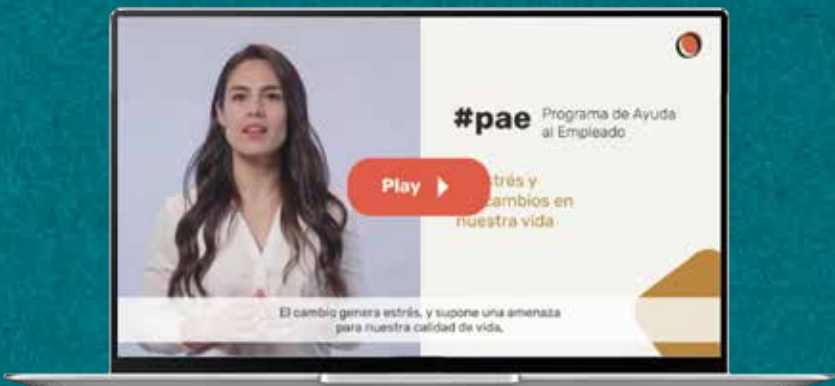 #pae
Programa de Ayuda
al Empleado
Play
trés y
cambios en
nuestra vida
El cambio genera estrés, y supone una amenaza
para nuestra calidad de vida,